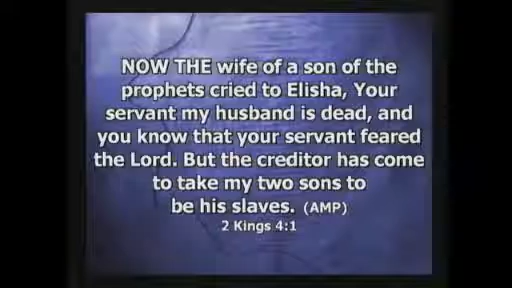 NOW THE wife of a son of the
prophets cried to Elisha, Your
servant my husband is dead, and
you know that your servant feared
the Lord. But the creditor has come
to take my two sons to
be his slaves. (AMP)
2 Kings 4:1